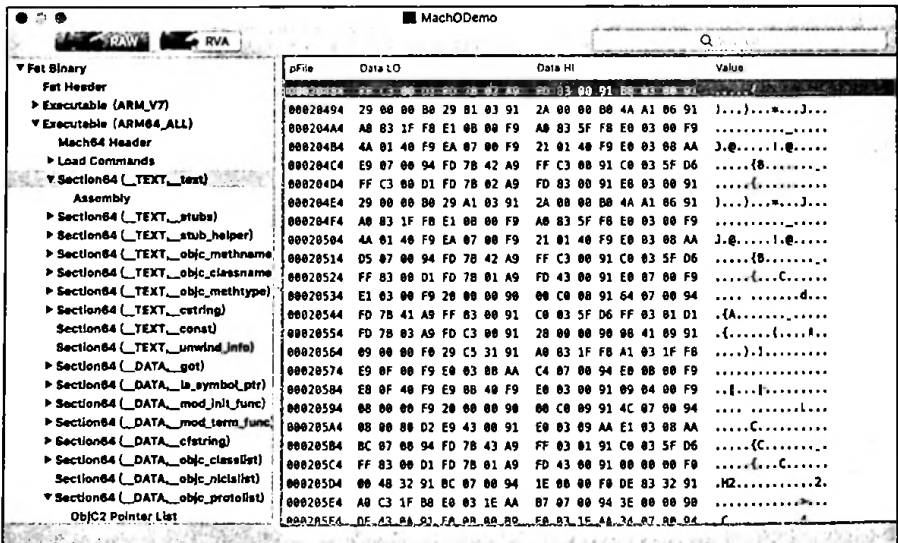 MachODemo
RAW RVA
pFile Data LO Data HI Value
Fat Binary
Fat Header
Executable (ARM_V7)
Executable (ARM64_ALL)
Mach64 Header
Load Commands
Section64 (__TEXT,__text)
Assembly
Section64 (__TEXT,__stubs)
Section64 (__TEXT,__stub_helper)
Section64 (__TEXT,__objc_methname
Section64 (__TEXT,__objc_classname
Section64 (__TEXT,__objc_methtype)
Section64 (__TEXT,__cstring)
Section64 (__TEXT,__const)
Section64 (__TEXT,__unwind_info)
Section64 (__DATA,__got)
Section64 (__DATA,__la_symbol_ptr)
Section64 (__DATA,__mod_init_func)
Section64 (__DATA,__mod_term_func)
Section64 (__DATA,__cfstring)
Section64 (__DATA,__objc_classlist)
Section64 (__DATA,__objc_nlclslist)
Section64 (__DATA,__objc_protolist)
ObjC2 Pointer List
00020494 29 00 00 B0 29 B1 03 91 2A 00 00 B0 4A A1 06 91
000204A4 A8 83 1F F8 E1 0B 00 F9 A0 83 5F F8 E0 03 00 F9
000204B4 4A 01 40 F9 EA 07 00 F9 21 01 40 F9 E0 03 08 AA
000204C4 E9 07 00 94 FD 7B 42 A9 FF C3 00 91 C0 03 5F D6
000204D4 FF C3 00 D1 FD 7B 02 A9 FD 83 00 91 E8 03 00 91
000204E4 29 00 00 B0 29 A1 03 91 2A 00 00 B0 4A A1 06 91
000204F4 A0 83 1F F8 E1 0B 00 F9 A0 83 5F F8 E0 03 00 F9
00020504 4A 01 40 F9 EA 07 00 F9 21 01 40 F9 E0 03 08 AA
00020514 D5 07 00 94 FD 7B 42 A9 FF C3 00 91 C0 03 5F D6
00020524 FF 83 00 D1 FD 7B 01 A9 FD 43 00 91 E0 07 00 F9
00020534 E1 03 00 F9 20 00 00 90 00 C0 08 91 64 07 00 94
00020544 FD 7B 41 A9 FF 83 00 91 C0 03 5F D6 FF 03 01 D1
00020554 FD 7B 03 A9 FD C3 00 91 28 00 00 90 08 41 09 91
00020564 09 00 00 F0 29 C5 31 91 A0 83 1F F8 A1 03 1F F8
00020574 E9 0F 00 F9 E0 03 08 AA C4 07 00 94 E0 0B 00 F9
00020584 E8 0F 40 F9 E9 0B 40 F9 E0 03 00 91 09 04 00 F9
00020594 08 00 00 F9 20 00 00 90 00 C0 09 91 4C 07 00 94
000205A4 08 00 80 D2 E9 43 00 91 E0 03 09 AA E1 03 08 AA
000205B4 BC 07 00 94 FD 7B 43 A9 FF 03 01 91 C0 03 5F D6
000205C4 FF 83 00 D1 FD 7B 01 A9 FD 43 00 91 00 00 00 F0
000205D4 00 48 32 91 BC 07 00 94 1E 00 00 F0 DE 83 32 91
000205E4 A0 C3 1F B8 E0 03 1E AA B7 07 00 94 3E 00 00 90